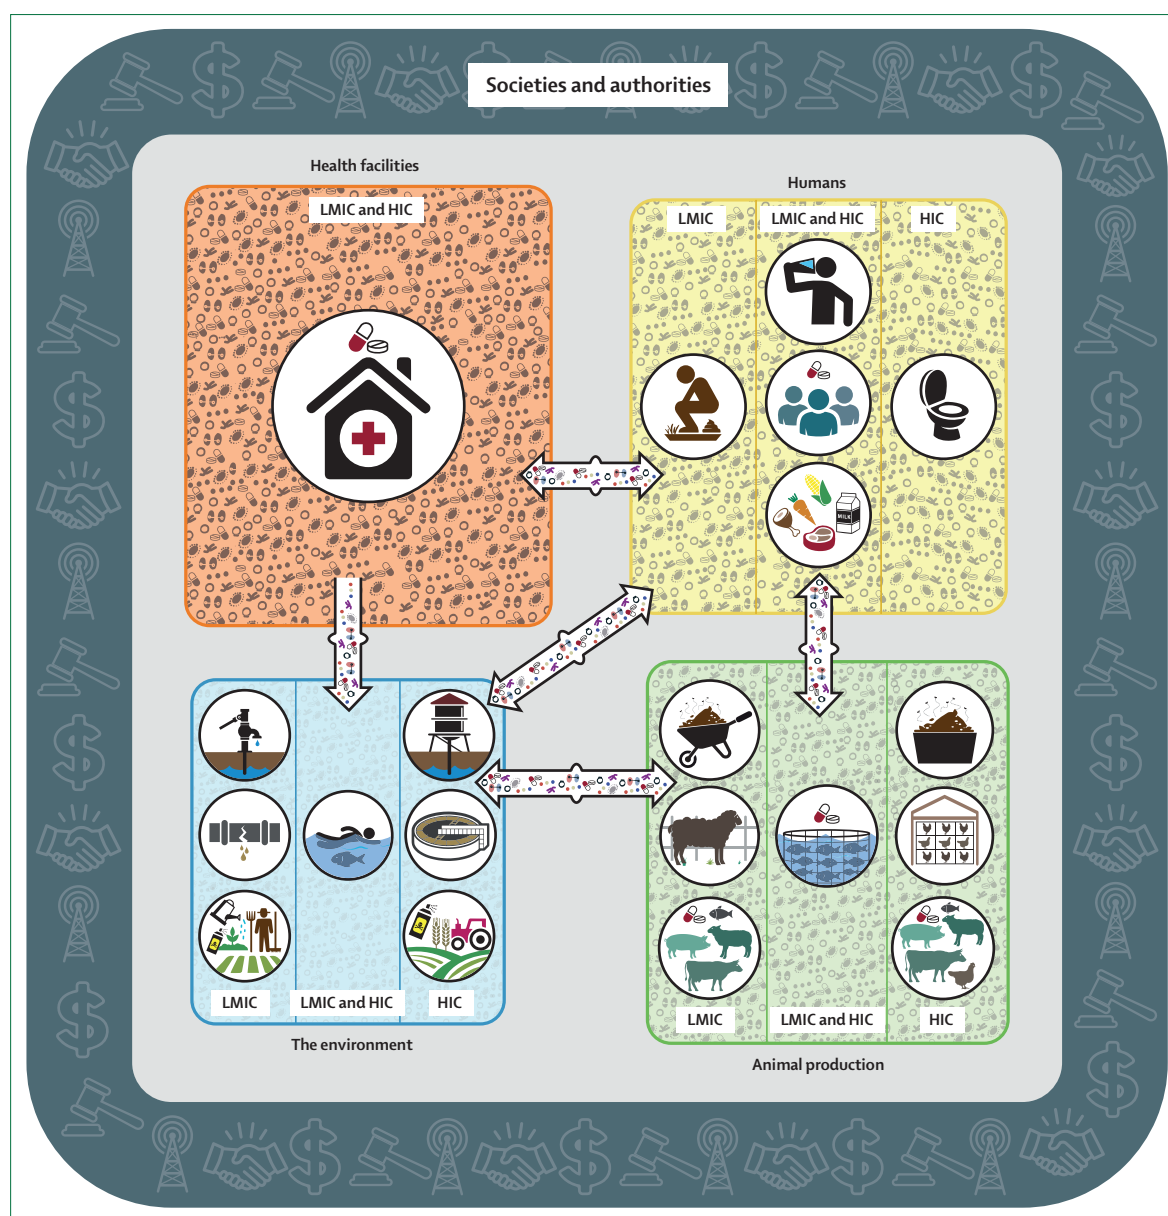 Societies and authorities
Health facilities
LMIC and HIC
Humans
LMIC
LMIC and HIC
HIC
MILK
LMIC
LMIC and HIC
HIC
The environment
LMIC
LMIC and HIC
HIC
Animal production